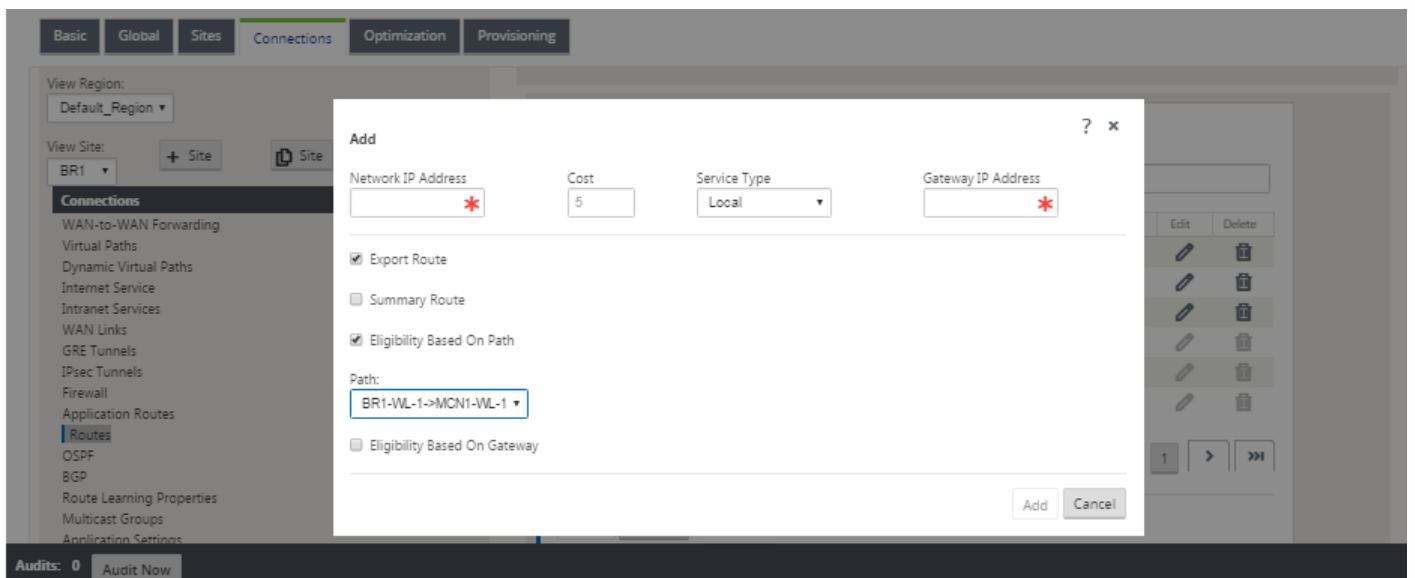 Basic Global Sites Connections Optimization Provisioning
View Region:
Default_Region
View Site:
+ Site Site
BR1
Connections
WAN-to-WAN Forwarding
Virtual Paths
Dynamic Virtual Paths
Internet Service
Intranet Services
WAN Links
GRE Tunnels
IPsec Tunnels
Firewall
Application Routes
Routes
OSPF
BGP
Route Learning Properties
Multicast Groups
Application Settings
Add
? ×
Network IP Address Cost Service Type Gateway IP Address
5 Local
Export Route
Summary Route
Eligibility Based On Path
Path:
BR1-WL-1->MCN1-WL-1
Eligibility Based On Gateway
Add Cancel
Edit Delete
1
Audits: 0 Audit Now